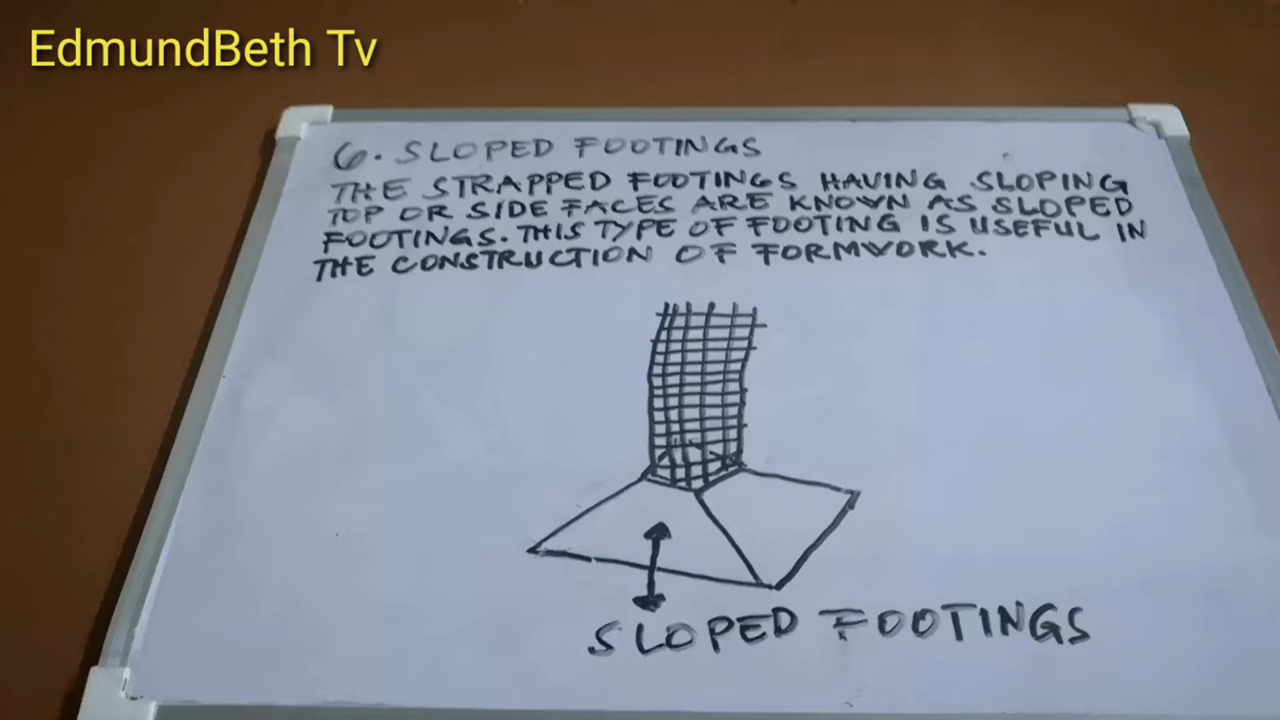 EdmundBeth Tv
6. SLOPED FOOTINGS
THE STRAPPED FOOTINGS HAVING SLOPING
TOP OR SIDE FACES ARE KNOWN AS SLOPED
FOOTINGS. THIS TYPE OF FOOTING IS USEFUL IN
THE CONSTRUCTION OF FORMWORK.
SLOPED FOOTINGS